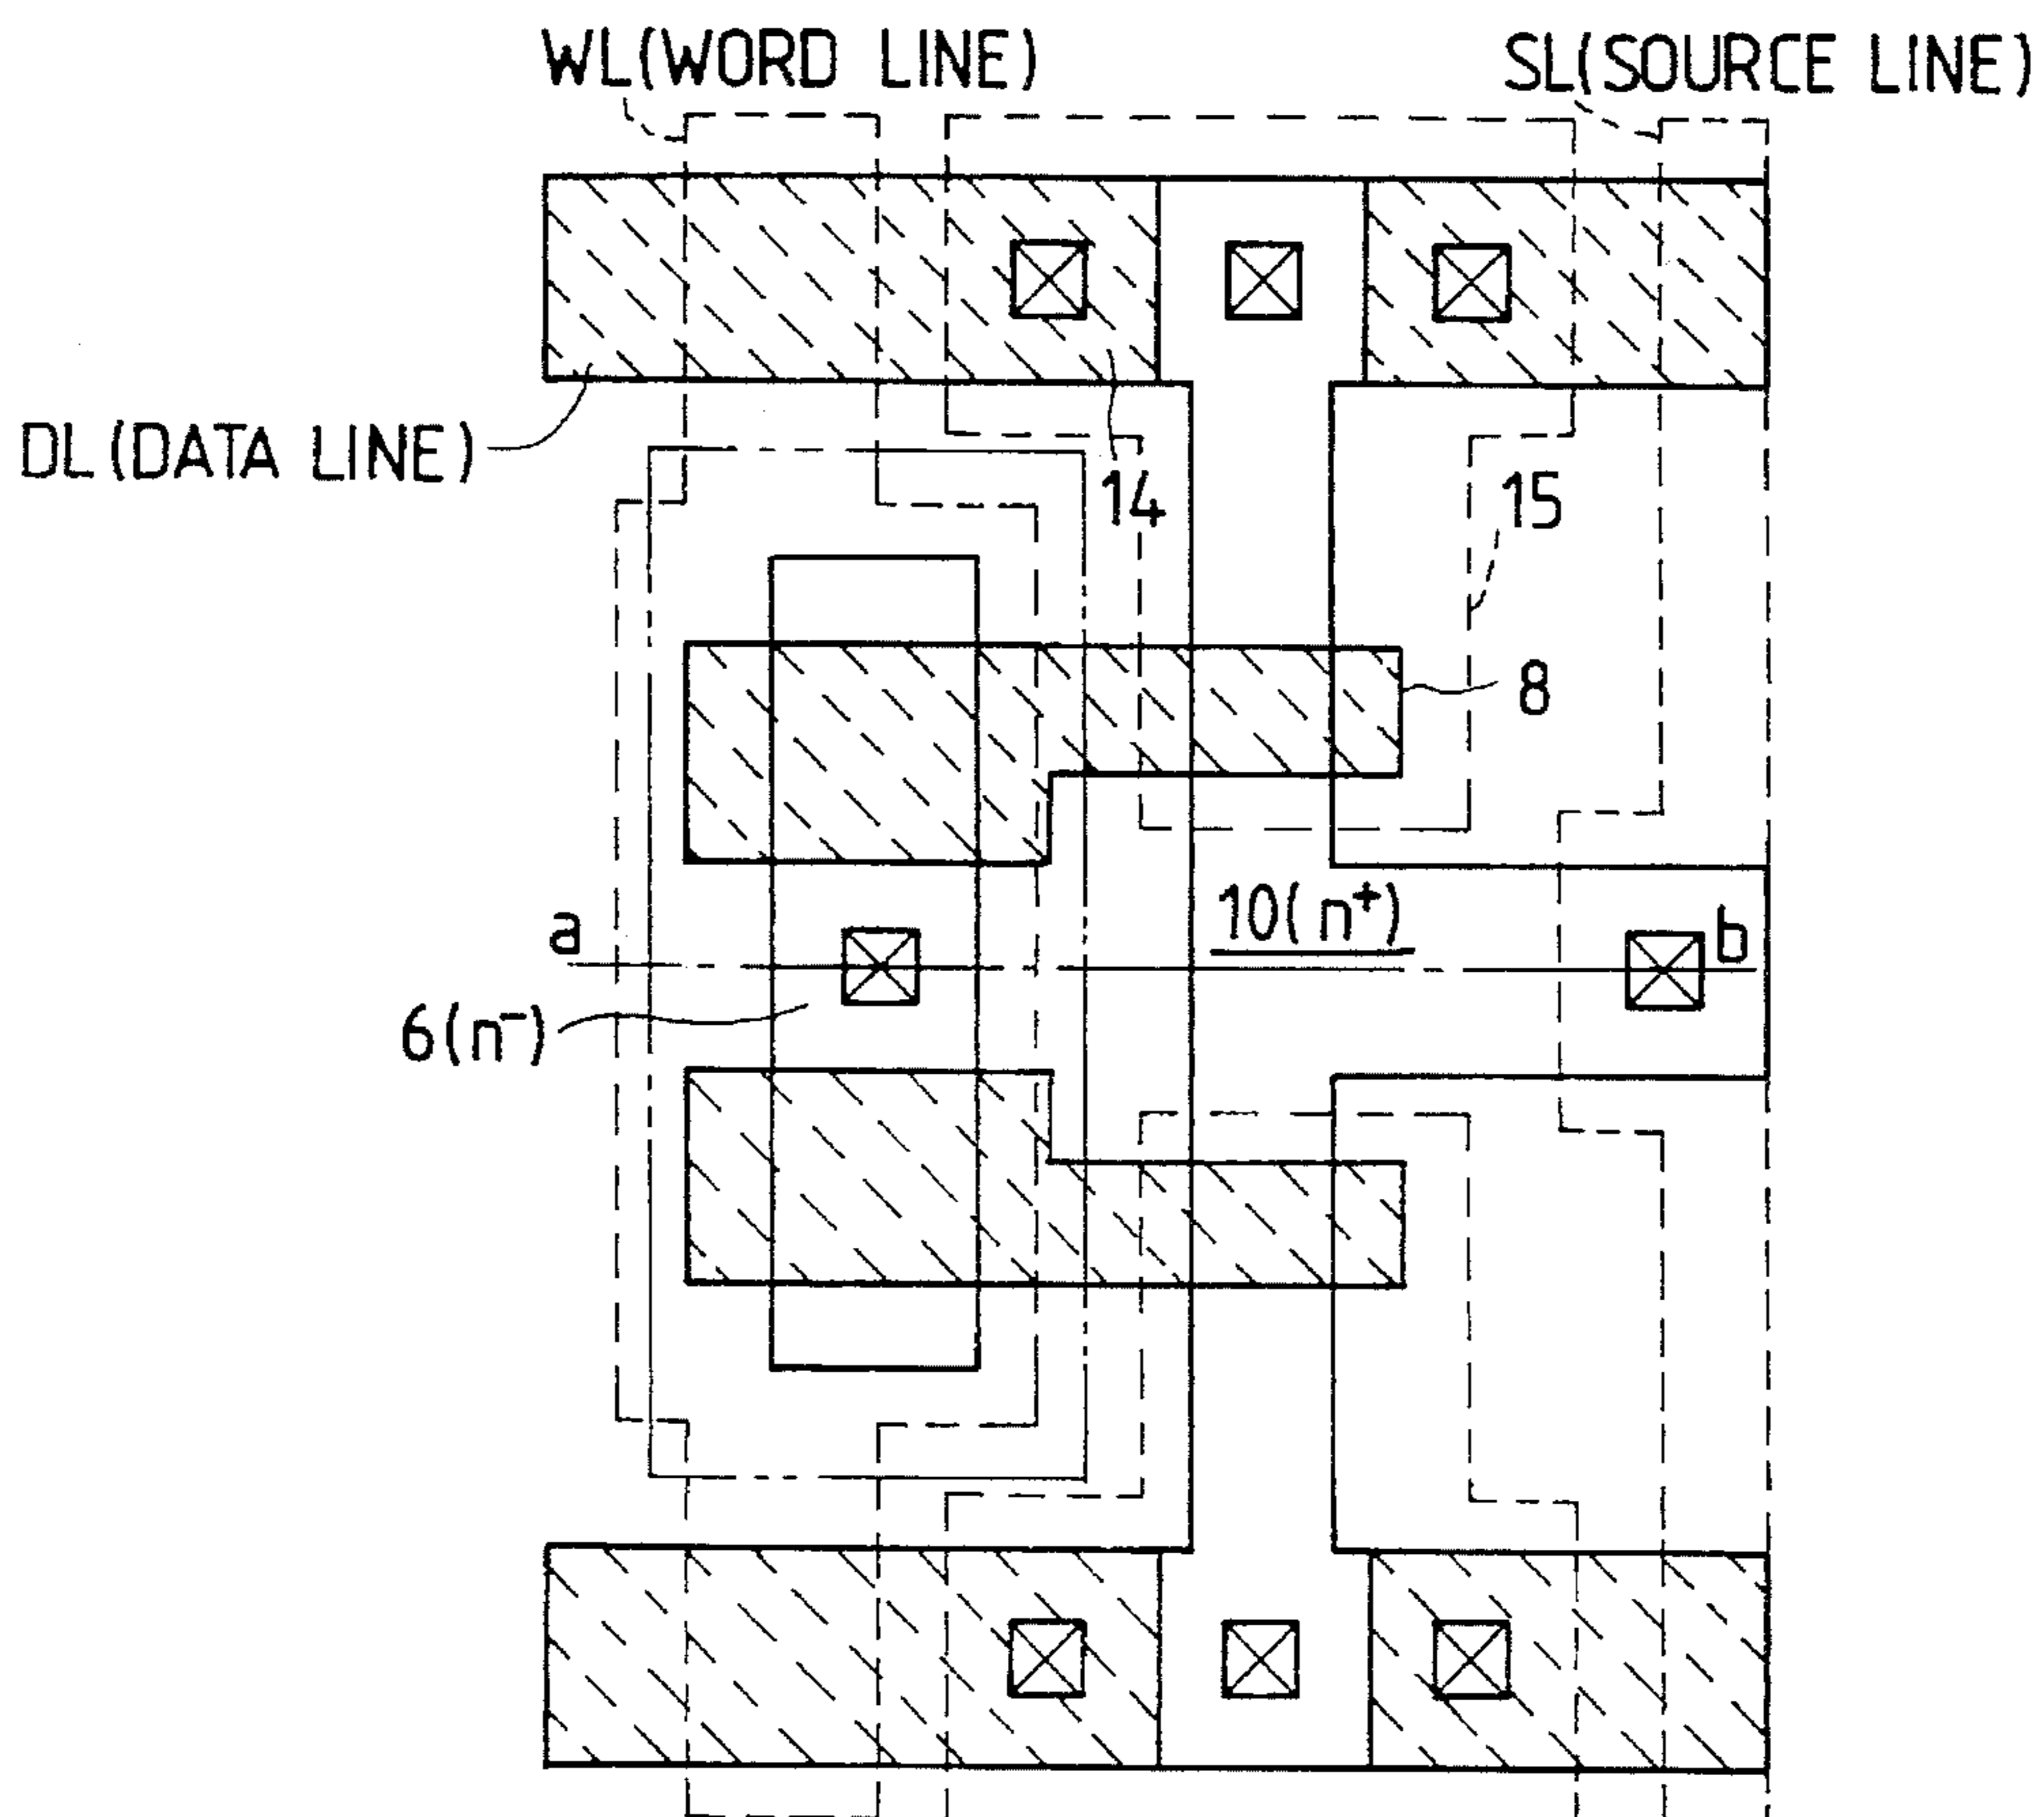 WL(WORD LINE)
SL(SOURCE LINE)
DL(DATA LINE)
14
15
8
10(n⁺)
a
b
6(n⁻)